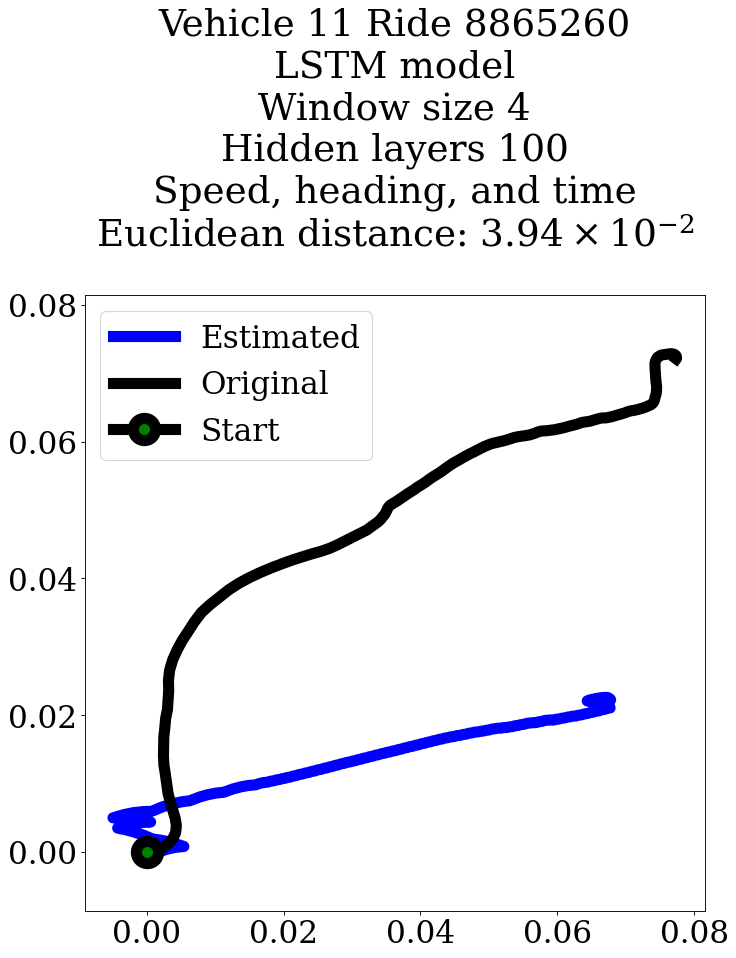 Vehicle 11 Ride 8865260
LSTM model
Window size 4
Hidden layers 100
Speed, heading, and time
Euclidean distance: 3.94 × 10⁻²
0.08
Estimated
Original
Start
0.06
0.04
0.02
0.00
0.00 0.02 0.04 0.06 0.08